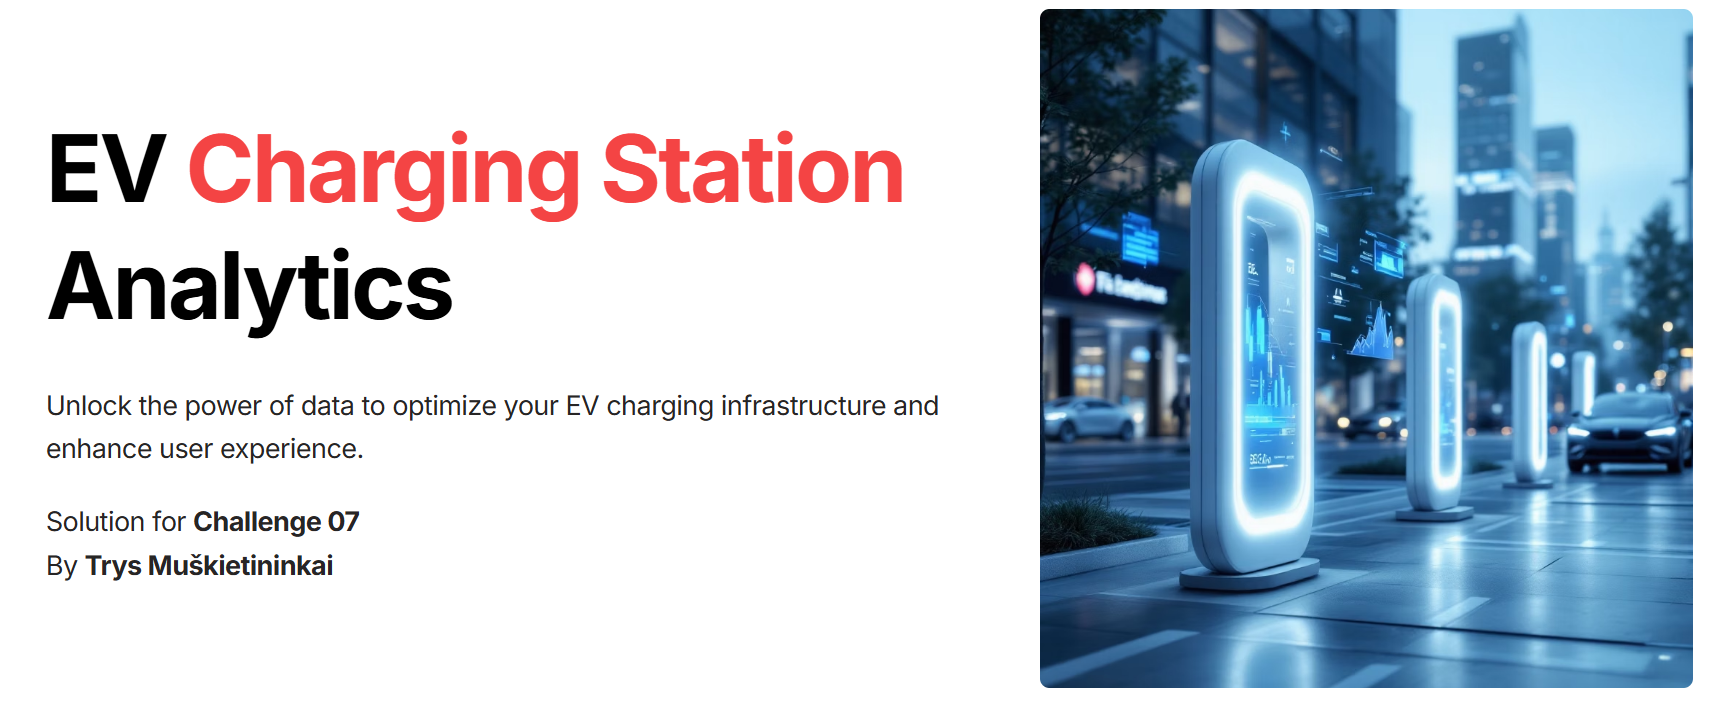 EV Charging Station
Analytics
Unlock the power of data to optimize your EV charging infrastructure and
enhance user experience.
Solution for Challenge 07
By Trys Muškietininkai